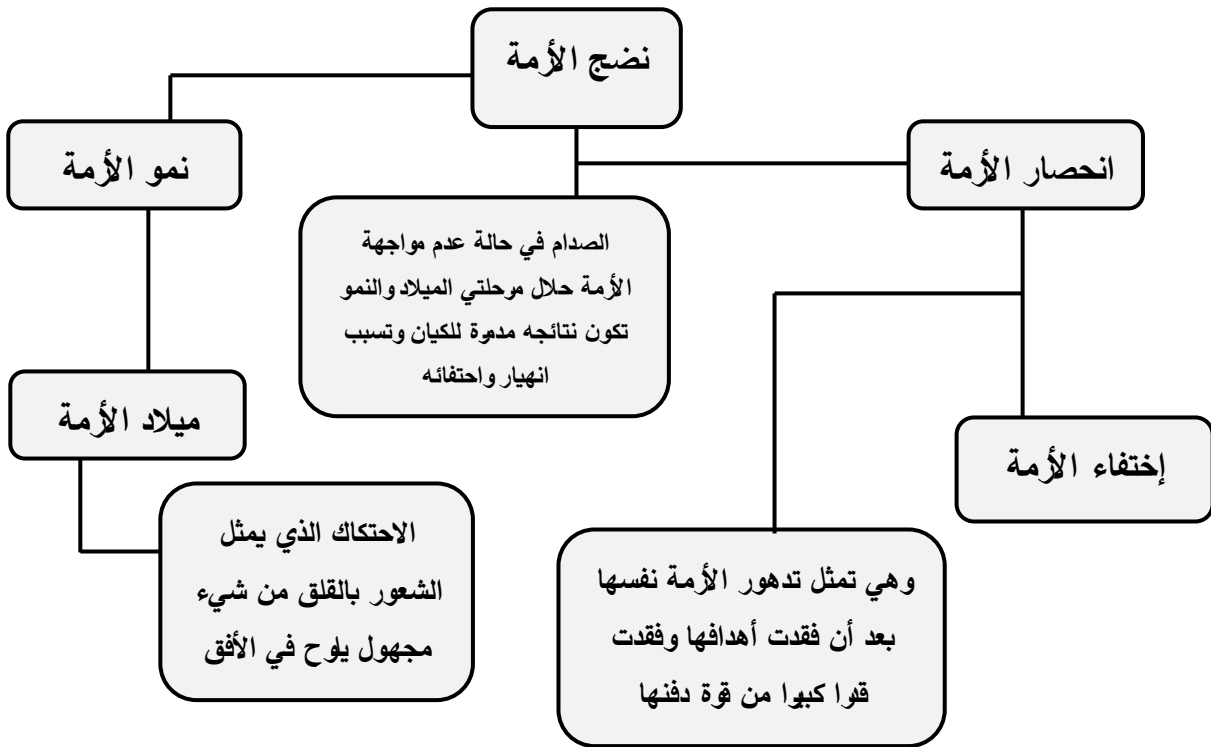 نضج الأزمة
نمو الأزمة
انحصار الأزمة
الصدام في حالة عدم مواجهة
الأزمة حلال مرحلتي الميلاد والنمو
تكون نتائجه مدمرة للكيان وتسبب
انهيار واحتفائه
ميلاد الأزمة
إختفاء الأزمة
الاحتكاك الذي يمثل
الشعور بالقلق من شيء
مجهول يلوح في الأفق
وهي تمثل تدهور الأزمة نفسها
بعد أن فقدت أهدافها وفقدت
قدرا كبيرا من قوة دفنها